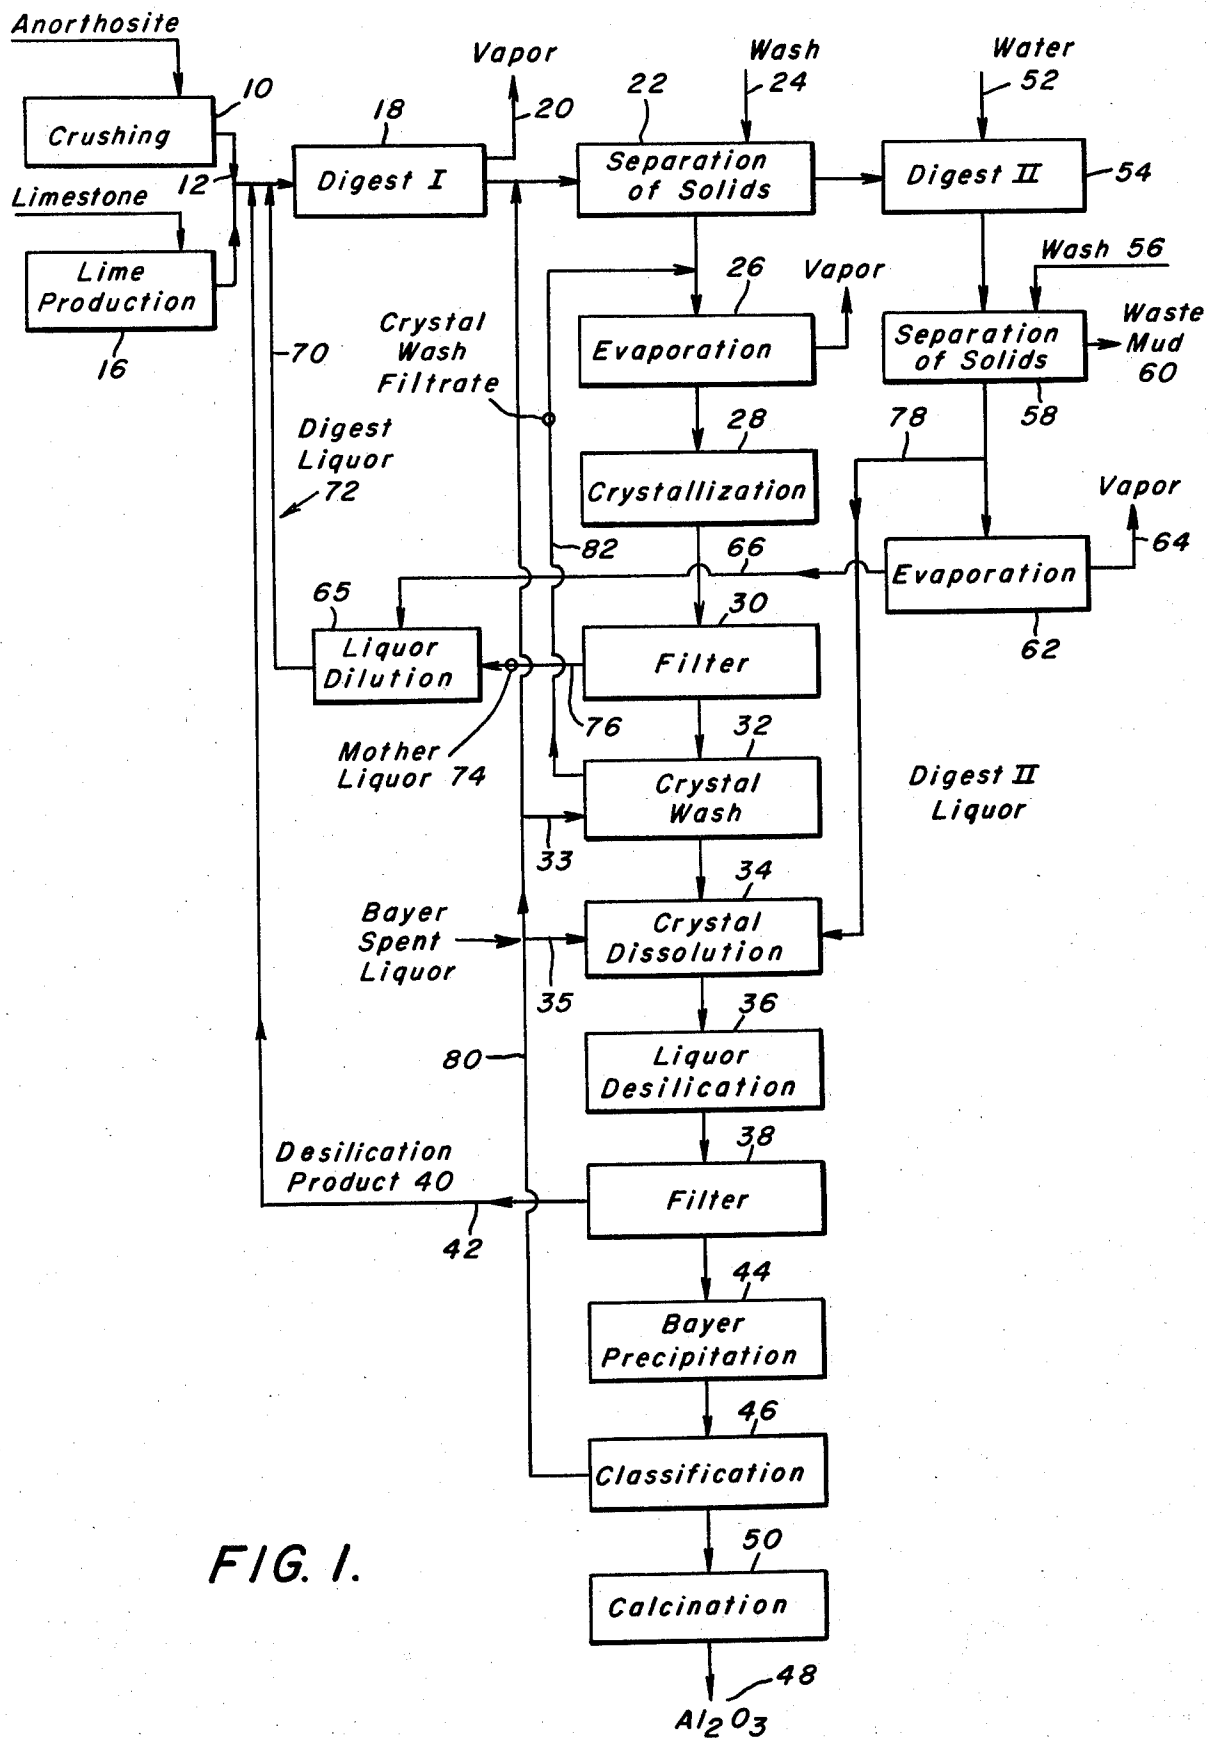 Anorthosite
10
Crushing
12
Limestone
Lime
Production
16
18
Digest I
Vapor
20
Wash
24
22
Separation
of Solids
Water
52
Digest II
54
Wash 56
Separation
of Solids
58
Waste
Mud
60
26
Vapor
Evaporation
Crystal
Wash
Filtrate
70
Digest
Liquor
72
28
Crystallization
78
Vapor
64
Evaporation
62
82
66
65
Liquor
Dilution
30
Filter
76
Mother
Liquor 74
32
Crystal
Wash
33
Digest II
Liquor
34
Crystal
Dissolution
Bayer
Spent
Liquor
35
36
Liquor
Desilication
80
38
Filter
Desilication
Product 40
42
44
Bayer
Precipitation
46
Classification
50
Calcination
48
Al2O3
FIG. 1.